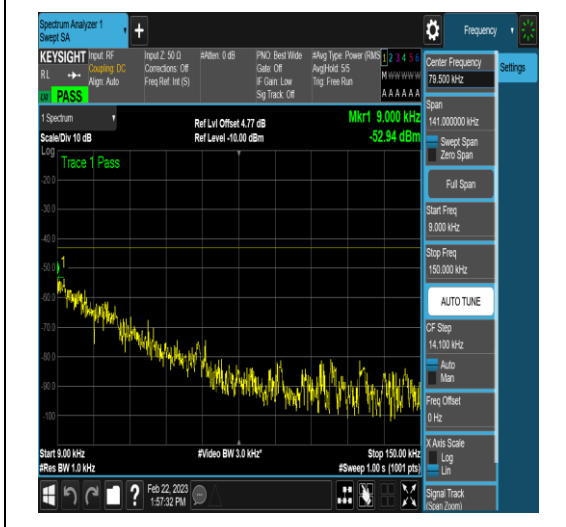 Spectrum Analyzer 1
Swept SA
+
Frequency
KEYSIGHT
RL
PASS
Input: RF
Coupling: DC
Align: Auto
Input Z: 50 Ω
Corrections: Off
Freq Ref: Int (S)
#Atten: 0 dB
PNO: Best Wide
Gate: Off
IF Gain: Low
Sig Track: Off
#Avg Type: Power (RMS
Avg|Hold: 5/5
Trig: Free Run
1 2 3 4 5 6
M W W W W W
A A A A A A
1 Spectrum
Scale/Div 10 dB
Ref Lvl Offset 4.77 dB
Ref Level -10.00 dBm
Mkr1 9.000 kHz
-52.94 dBm
Log
Trace 1 Pass
-20.0
-30.0
-40.0
-50.0
-60.0
-70.0
-80.0
-90.0
-100
1
Start 9.00 kHz
#Res BW 1.0 kHz
#Video BW 3.0 kHz*
Stop 150.00 kHz
#Sweep 1.00 s (1001 pts)
?
Feb 22, 2023
1:57:32 PM
Center Frequency
79.500 kHz
Span
141.000000 kHz
Swept Span
Zero Span
Full Span
Start Freq
9.000 kHz
Stop Freq
150.000 kHz
AUTO TUNE
CF Step
14.100 kHz
Auto
Man
Freq Offset
0 Hz
X Axis Scale
Log
Lin
Signal Track
(Span Zoom)
Settings